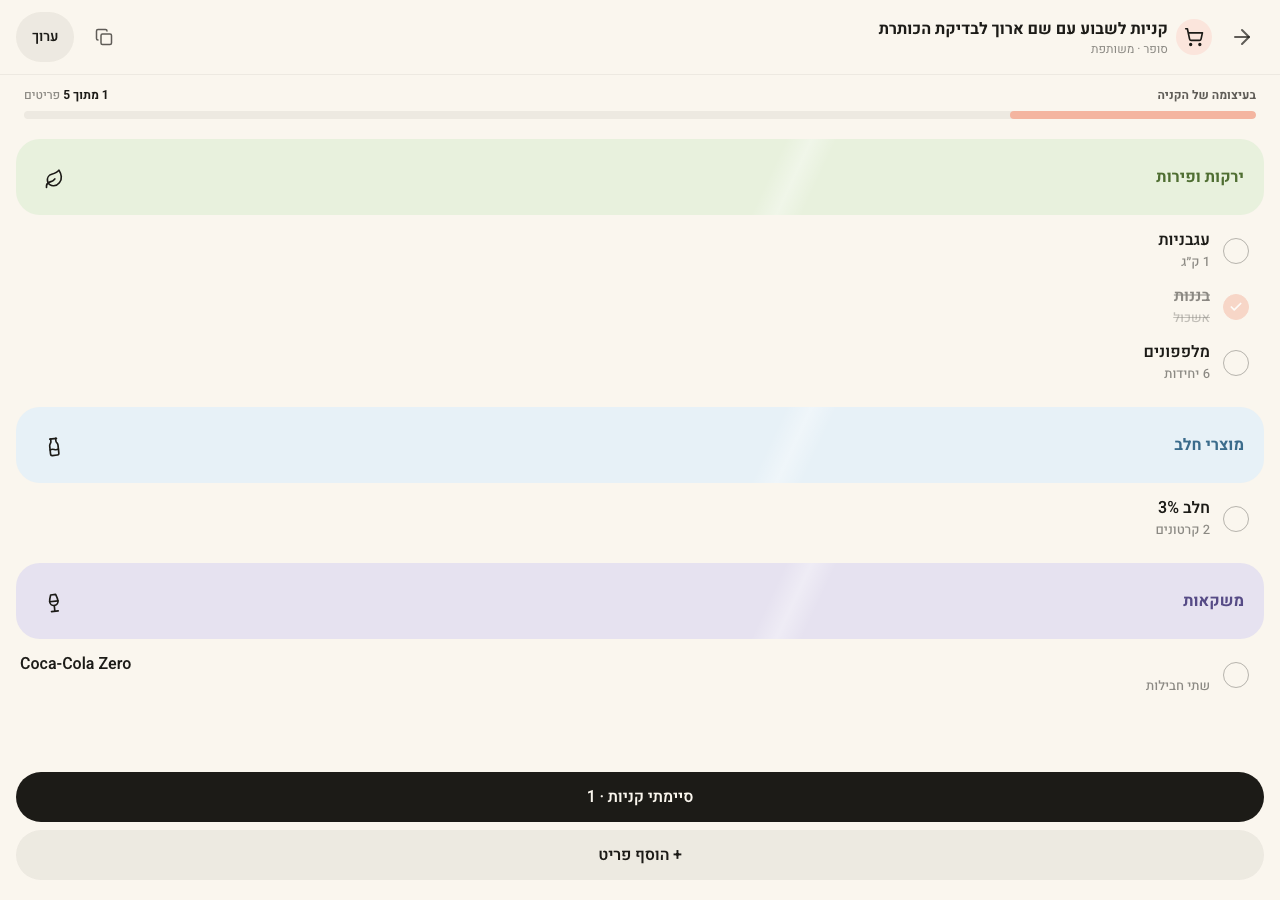 קניות לשבוע עם שם ארוך לבדיקת הכותרת
סופר · משותפת
ערוך
בעיצומה של הקניה
1 מתוך 5 פריטים
ירקות ופירות
עגבניות
1 ק״ג
בננות
אשכול
מלפפונים
6 יחידות
מוצרי חלב
חלב 3%
2 קרטונים
משקאות
Coca-Cola Zero
שתי חבילות
סיימתי קניות · 1
+ הוסף פריט